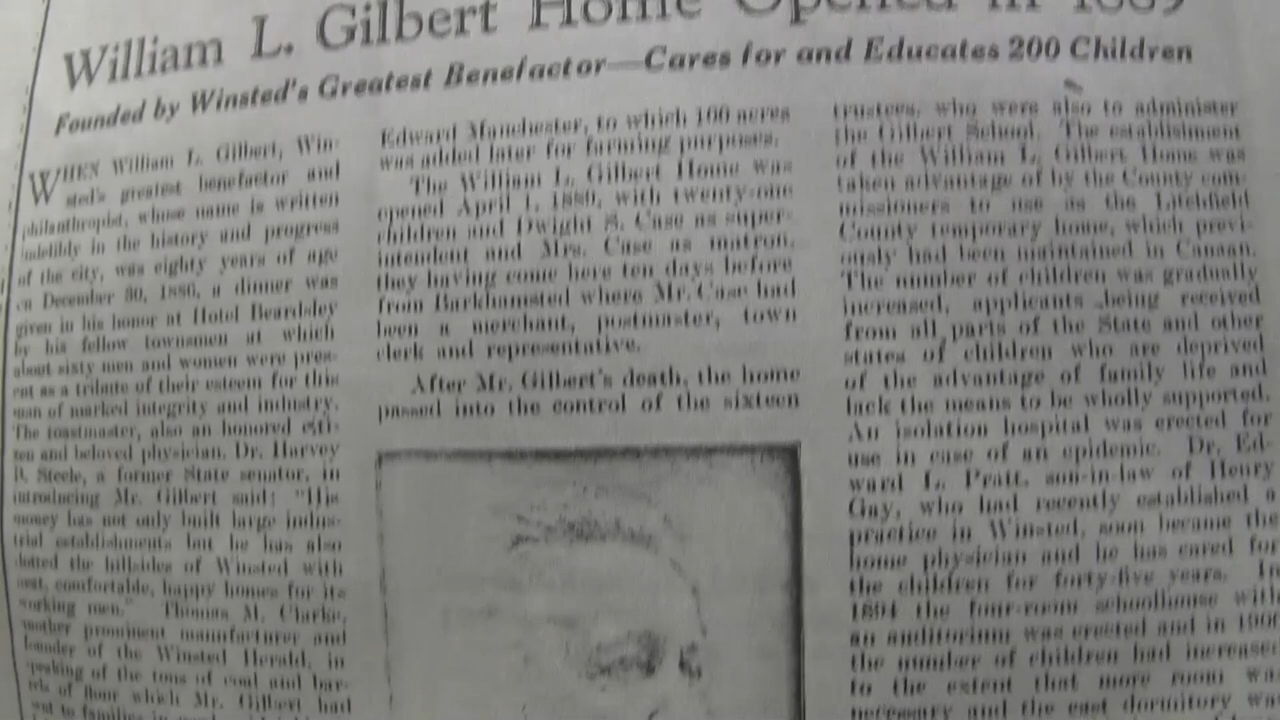 William L. Gilbert Home Opened in 1889
Founded by Winsted's Greatest Benefactor—Cares for and Educates 200 Children
WHEN William L. Gilbert, Win-
sted's greatest benefactor and
philanthropist, whose name is written
indelibly in the history and progress
of the city, was eighty years of age
on December 30, 1886, a dinner was
given in his honor at Hotel Beardsley
by his fellow townsmen at which
about sixty men and women were pres-
ent as a tribute of their esteem for this
man of marked integrity and industry.
The toastmaster, also an honored citi-
zen and beloved physician, Dr. Harvey
B. Steele, a former State senator, in
introducing Mr. Gilbert said: "His
money has not only built large indus-
trial establishments but he has also
dotted the hillsides of Winsted with
neat, comfortable, happy homes for its
working men." Thomas M. Clarke,
another prominent manufacturer and
founder of the Winsted Herald, in
speaking of the tons of coal and bar-
rels of flour which Mr. Gilbert had
sent to families in
Edward Manchester, to which 100 acres
was added later for farming purposes.
The William L. Gilbert Home was
opened April 1, 1889, with twenty-one
children and Dwight S. Case as super-
intendent and Mrs. Case as matron,
they having come here ten days before
from Barkhamsted where Mr. Case had
been a merchant, postmaster, town
clerk and representative.
After Mr. Gilbert's death, the home
passed into the control of the sixteen
trustees, who were also to administer
the Gilbert School. The establishment
of the William L. Gilbert Home was
taken advantage of by the County com-
missioners to use as the Litchfield
County temporary home, which previ-
ously had been maintained in Canaan.
The number of children was gradually
increased, applicants being received
from all parts of the State and other
states of children who are deprived
of the advantage of family life and
lack the means to be wholly supported.
An isolation hospital was erected for
use in case of an epidemic. Dr. Ed-
ward L. Pratt, son-in-law of Henry
Gay, who had recently established a
practice in Winsted, soon became the
home physician and he has cared for
the children for forty-five years. In
1894 the four-room schoolhouse with
an auditorium was erected and in
the number of children had increased
to the extent that more room was
necessary and the east dormitory was